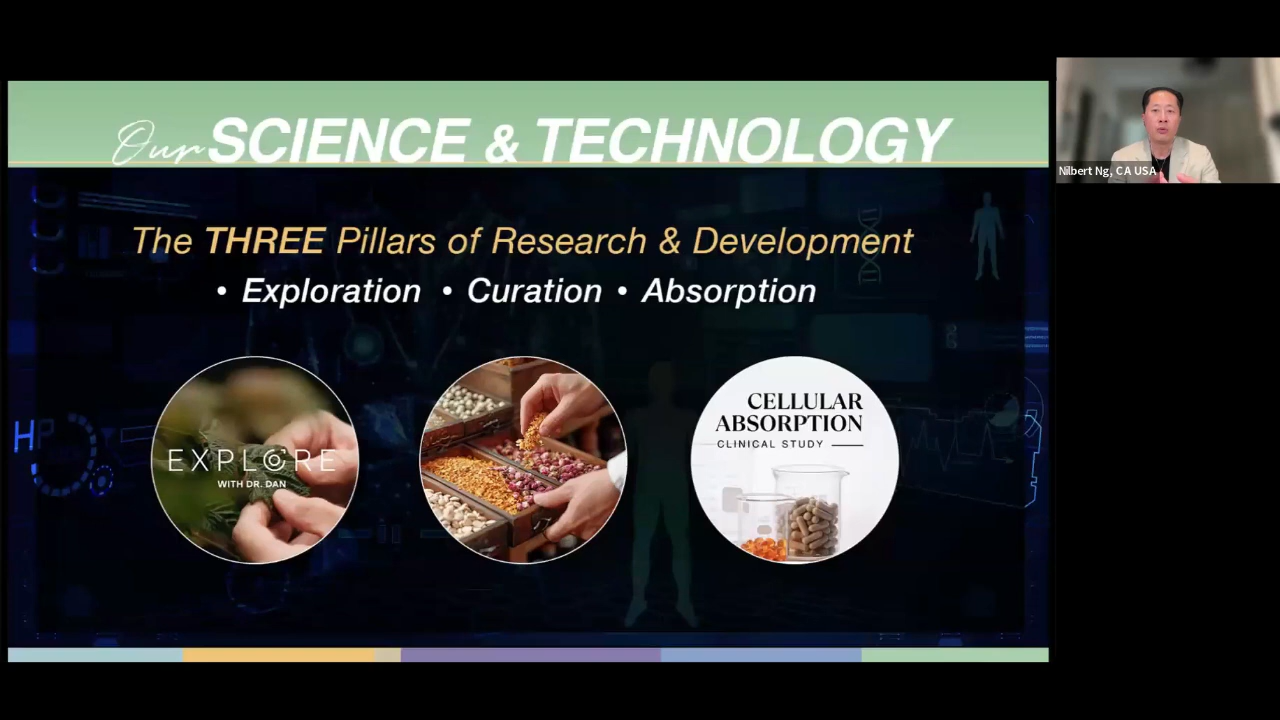 Our SCIENCE & TECHNOLOGY
The THREE Pillars of Research & Development
• Exploration • Curation • Absorption
EXPLORE
WITH DR. DAN
CELLULAR
ABSORPTION
CLINICAL STUDY
HP
Nilbert Ng, CA USA